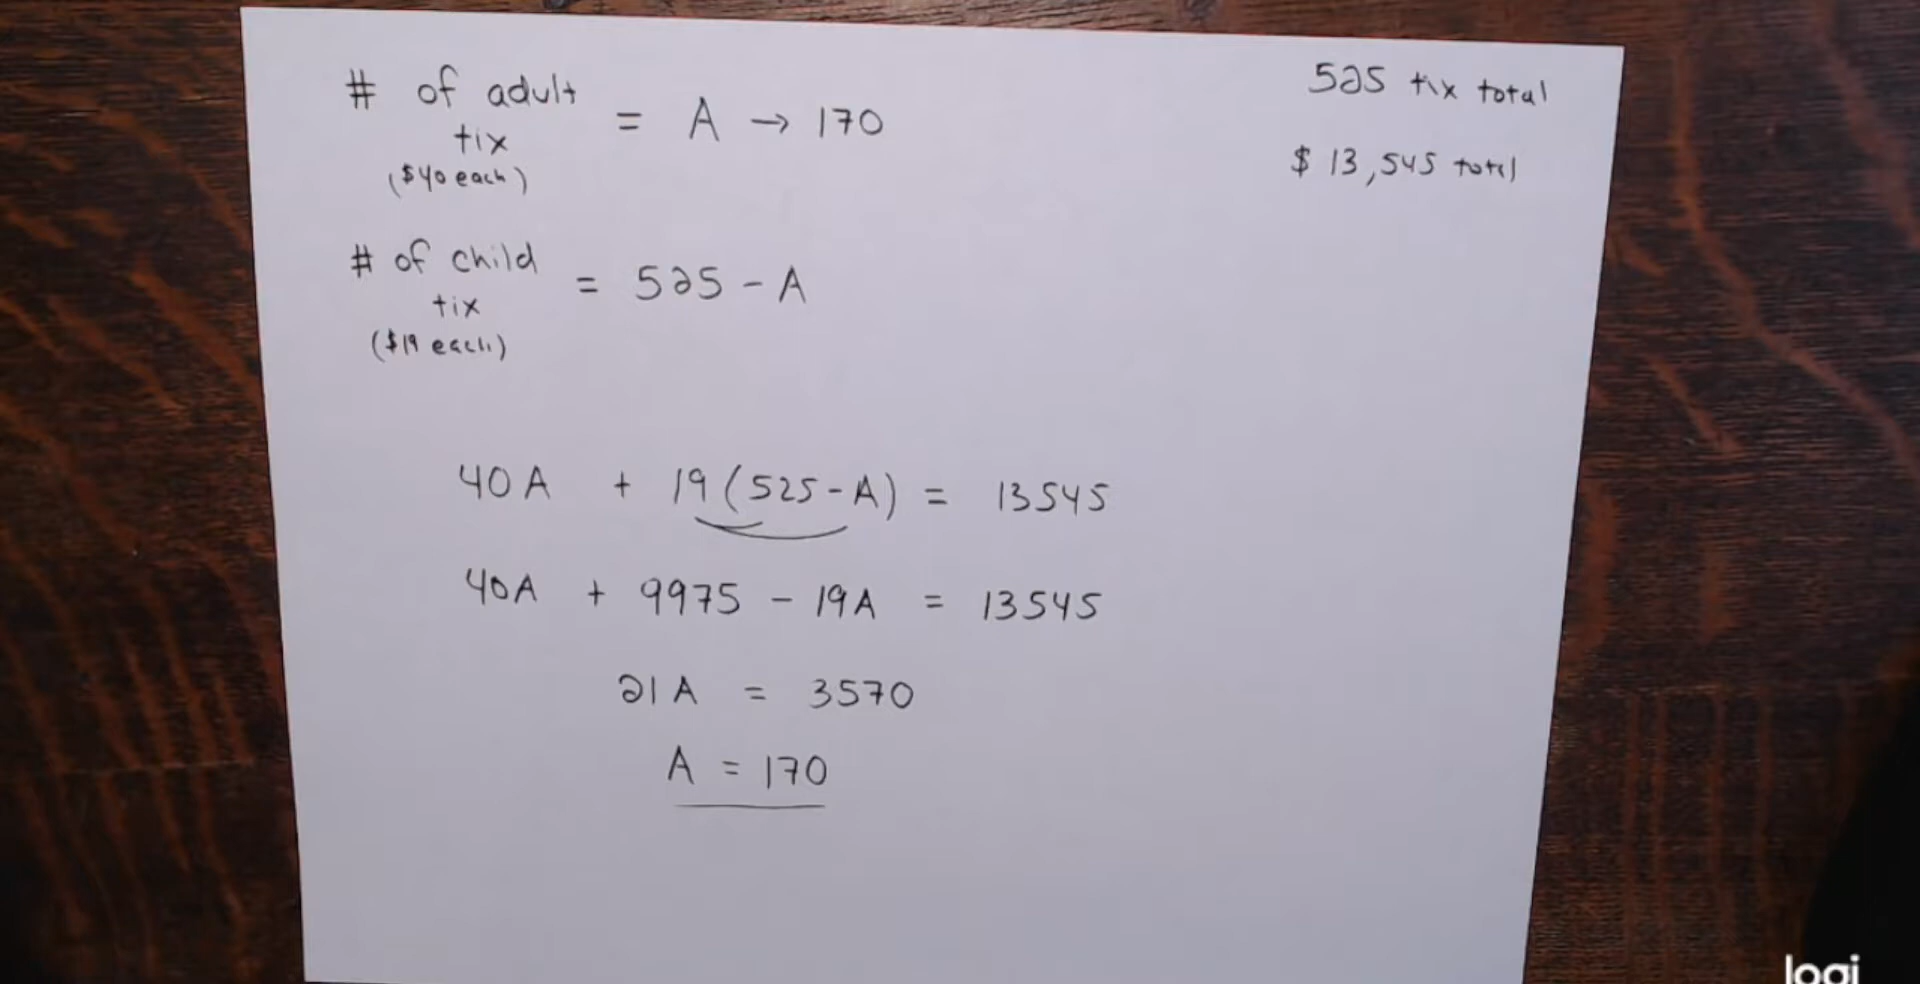 # of adult
tix
($40 each)
= A → 170
525 tix total
$ 13,545 total
# of child
tix
($19 each)
= 525 - A
40A + 19(525-A) = 13545
40A + 9975 - 19A = 13545
21A = 3570
A = 170
logi